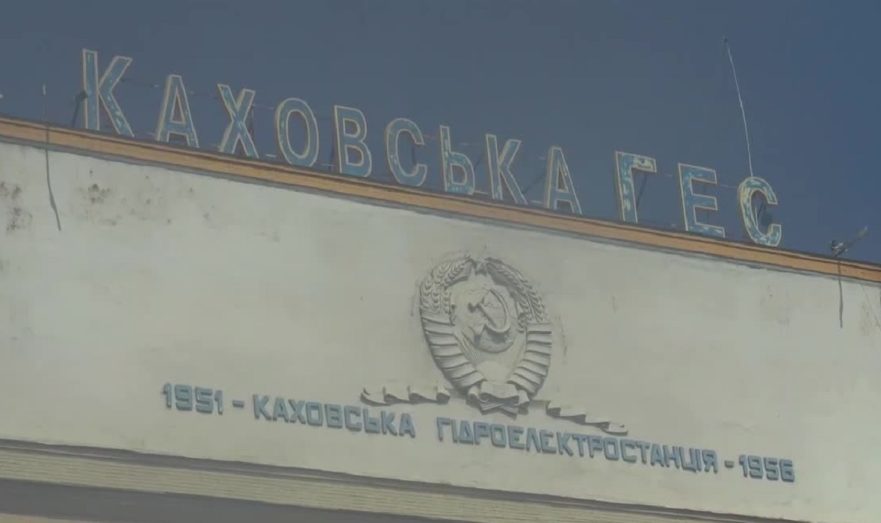 КАХОВСЬКА ГЕС
1951 - КАХОВСЬКА ГІДРОЕЛЕКТРОСТАНЦІЯ - 1956